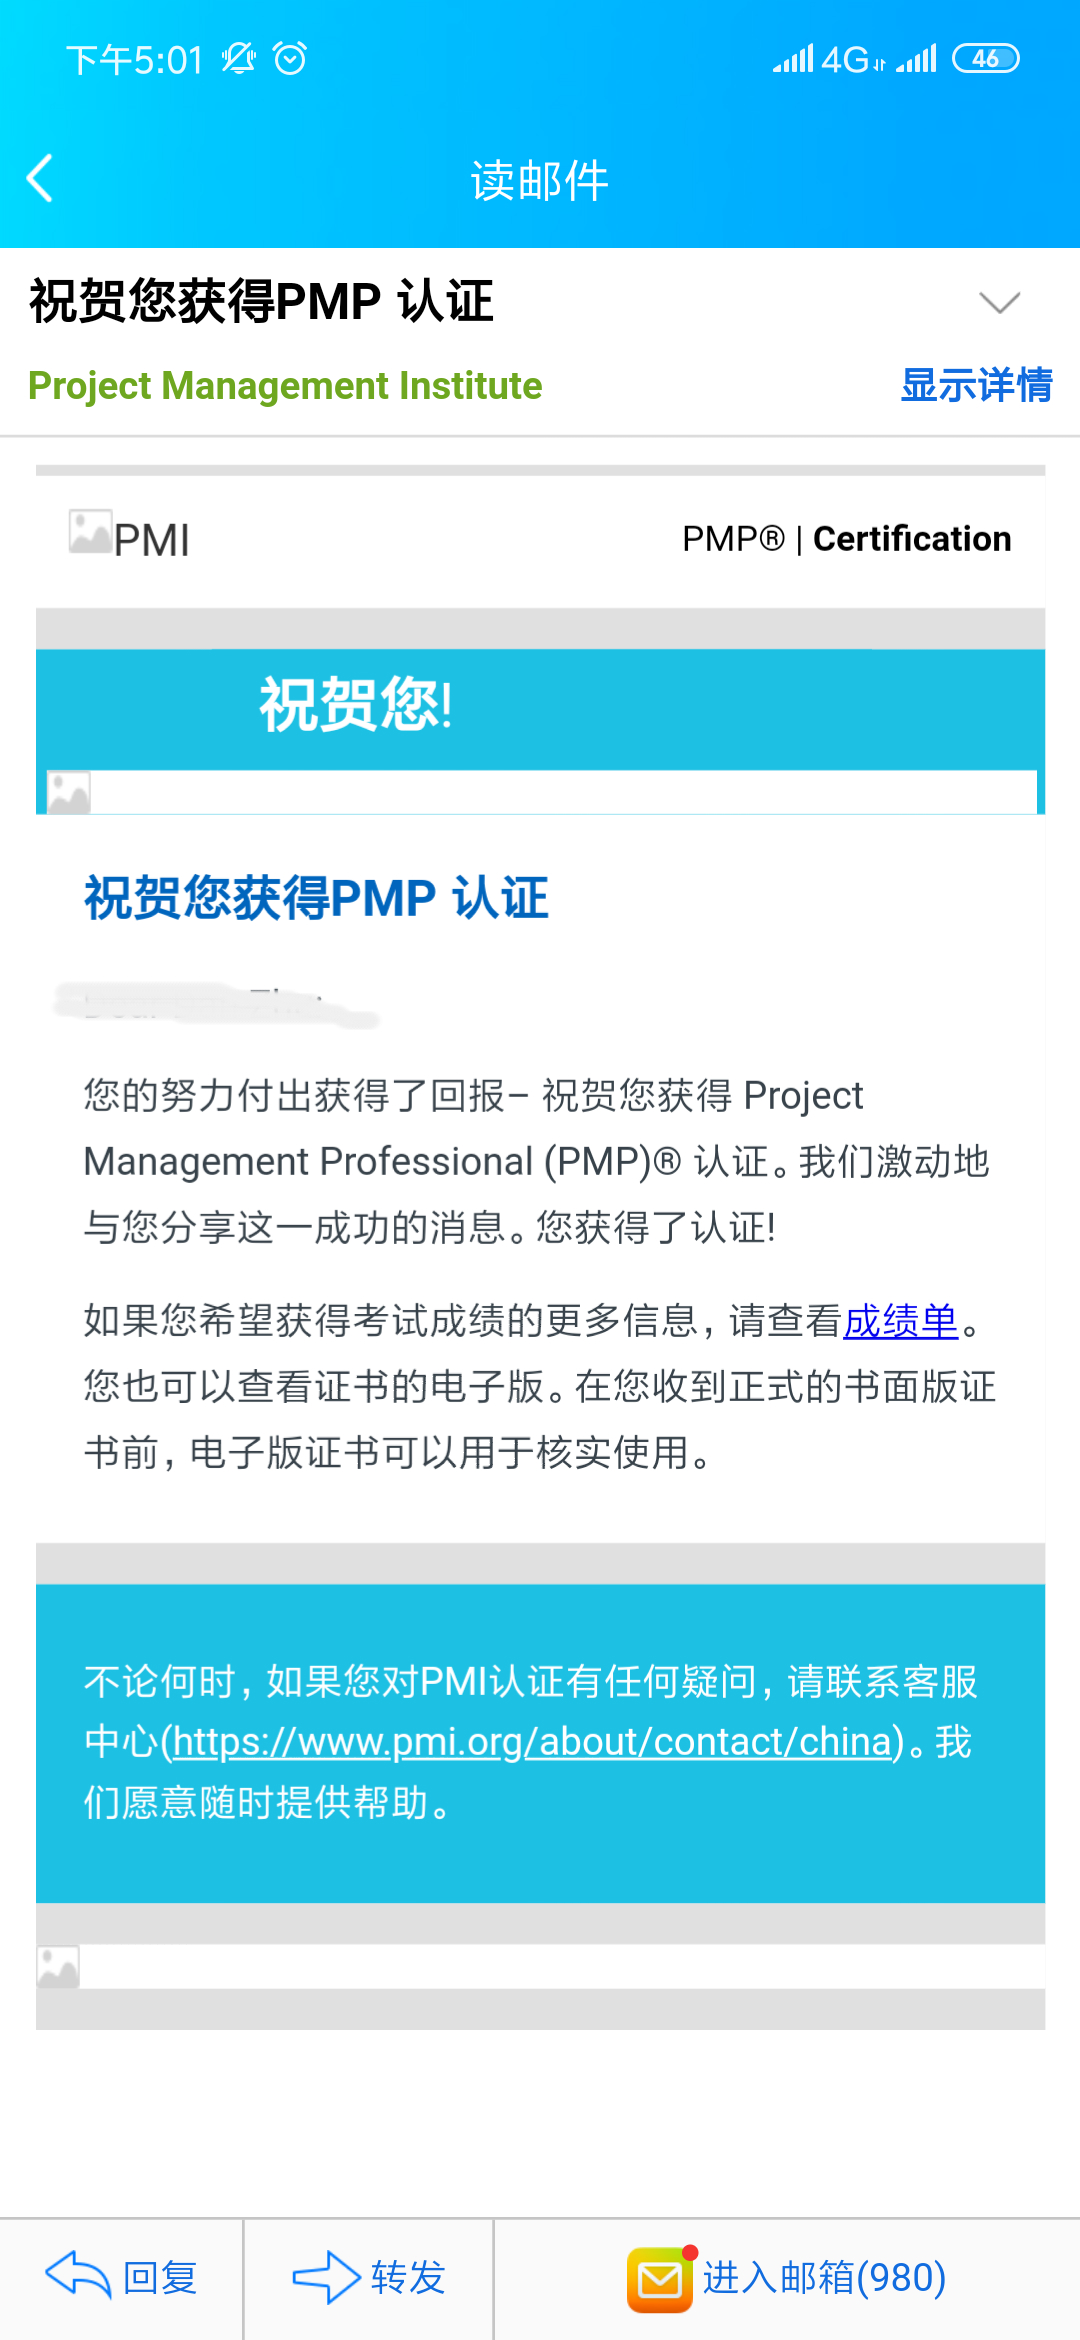 下午5:01
4G
46
读邮件
祝贺您获得PMP 认证
Project Management Institute
显示详情
PMI
PMP® | Certification
祝贺您!
祝贺您获得PMP 认证
您的努力付出获得了回报– 祝贺您获得 Project
Management Professional (PMP)® 认证。我们激动地
与您分享这一成功的消息。您获得了认证!
如果您希望获得考试成绩的更多信息, 请查看成绩单。
您也可以查看证书的电子版。在您收到正式的书面版证
书前, 电子版证书可以用于核实使用。
不论何时, 如果您对PMI认证有任何疑问, 请联系客服
中心(https://www.pmi.org/about/contact/china)。我
们愿意随时提供帮助。
回复
转发
进入邮箱(980)